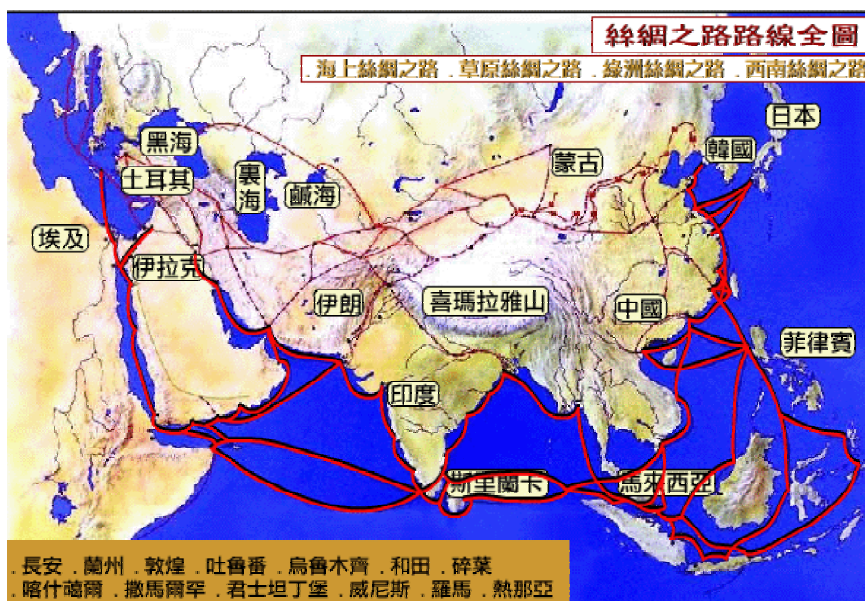 絲綢之路路線全圖
．海上絲綢之路．草原絲綢之路．綠洲絲綢之路．西南絲綢之路
日本
黑海
韓國
蒙古
土耳其
裏海
鹹海
埃及
伊拉克
伊朗
喜瑪拉雅山
中國
菲律賓
印度
斯里蘭卡
馬來西亞
．長安．蘭州．敦煌．吐魯番．烏魯木齊．和田．碎葉
．喀什噶爾．撒馬爾罕．君士坦丁堡．威尼斯．羅馬．熱那亞